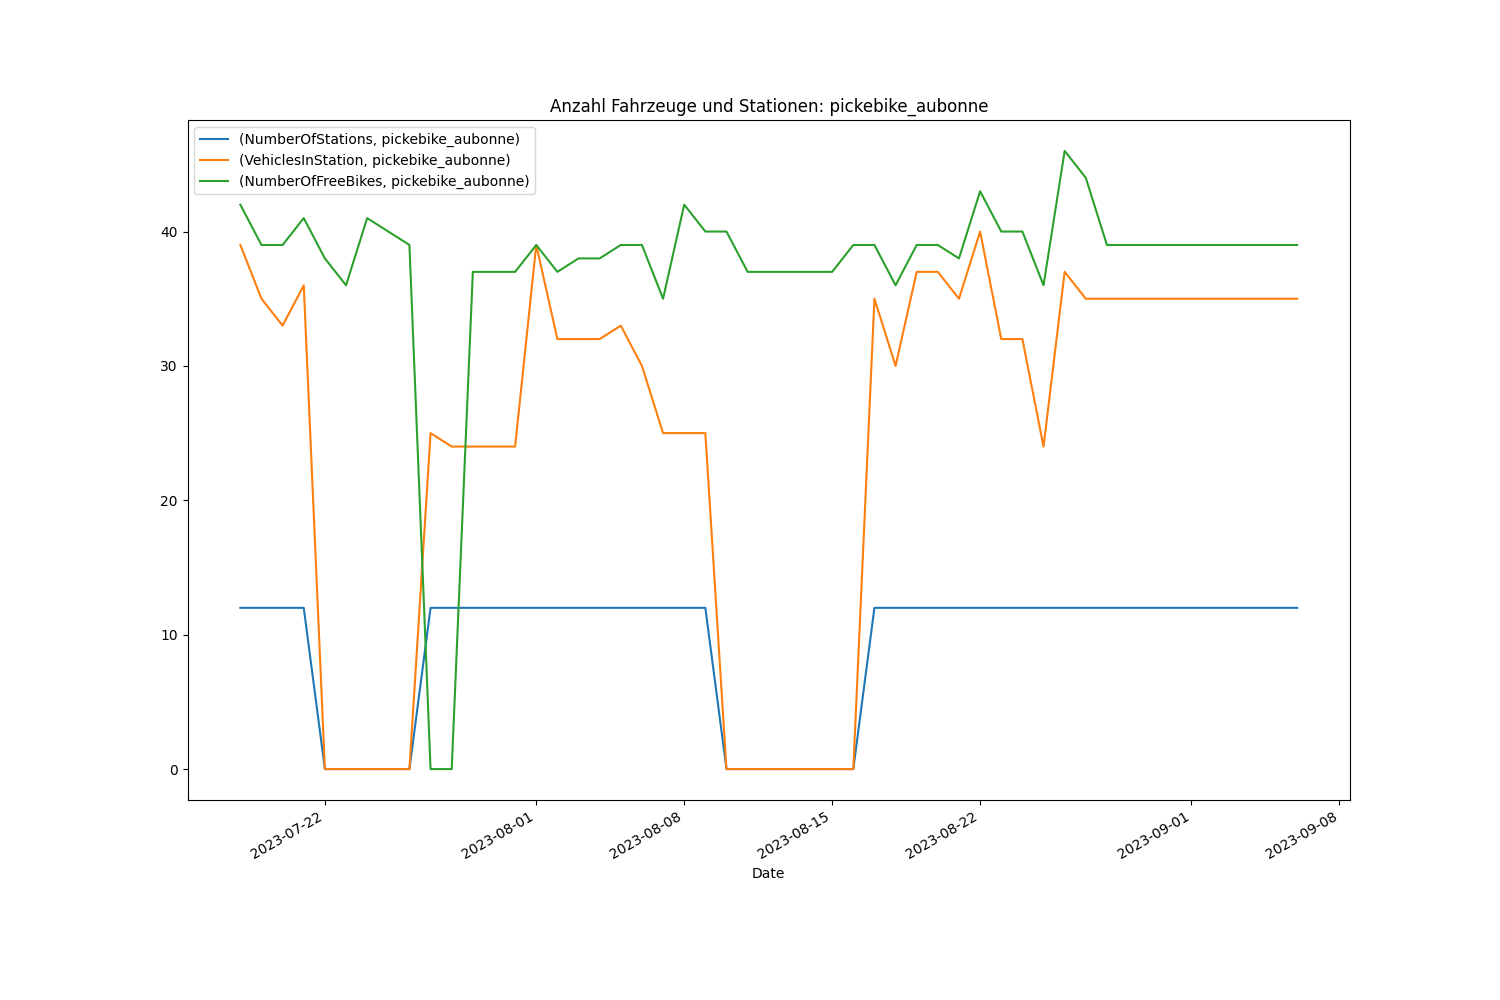 Anzahl Fahrzeuge und Stationen: pickebike_aubonne
(NumberOfStations, pickebike_aubonne)
(VehiclesInStation, pickebike_aubonne)
(NumberOfFreeBikes, pickebike_aubonne)
40
30
20
10
0
2023-07-22
2023-08-01
2023-08-08
2023-08-15
2023-08-22
2023-09-01
2023-09-08
Date